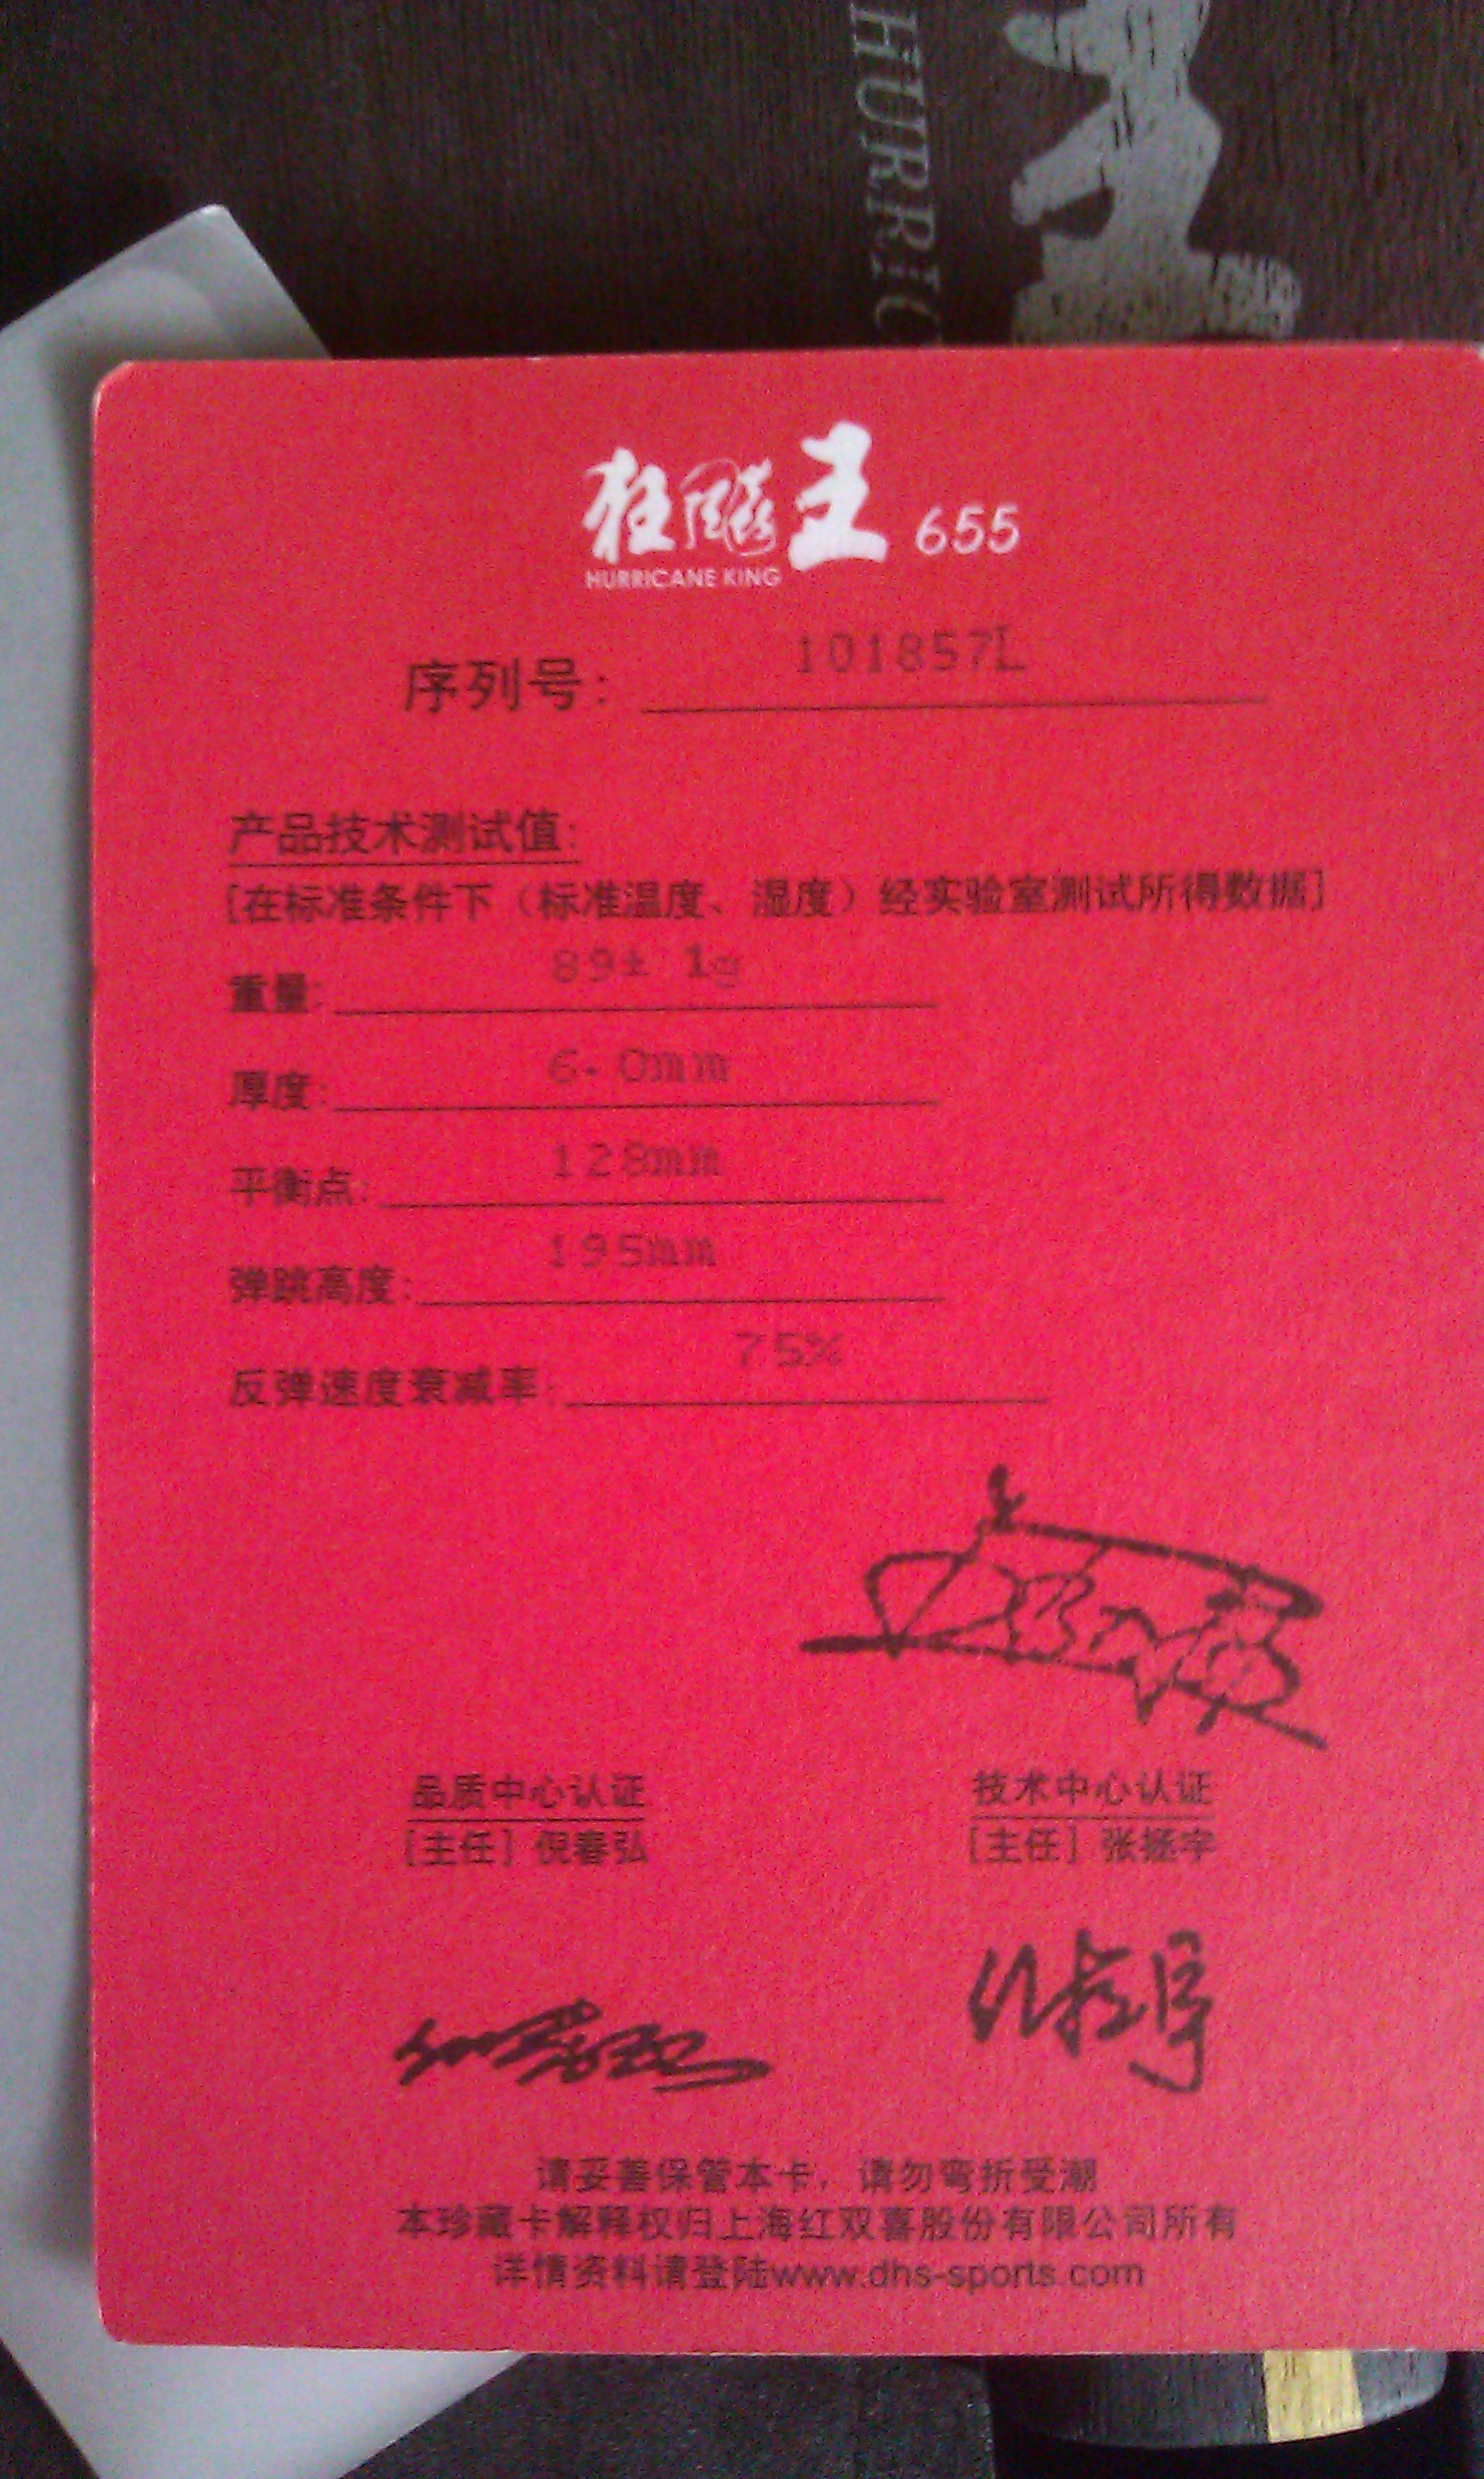 HURRIC
狂飚王 655
HURRICANE KING
序列号: 101857L
产品技术测试值:
[在标准条件下（标准温度、湿度）经实验室测试所得数据]
重量: 89± 1g
厚度: 6.0mm
平衡点: 128mm
弹跳高度: 195mm
反弹速度衰减率: 75%
品质中心认证 技术中心认证
[主任] 倪春弘 [主任] 张拯宇
请妥善保管本卡，请勿弯折受潮
本珍藏卡解释权归上海红双喜股份有限公司所有
详情资料请登陆www.dhs-sports.com